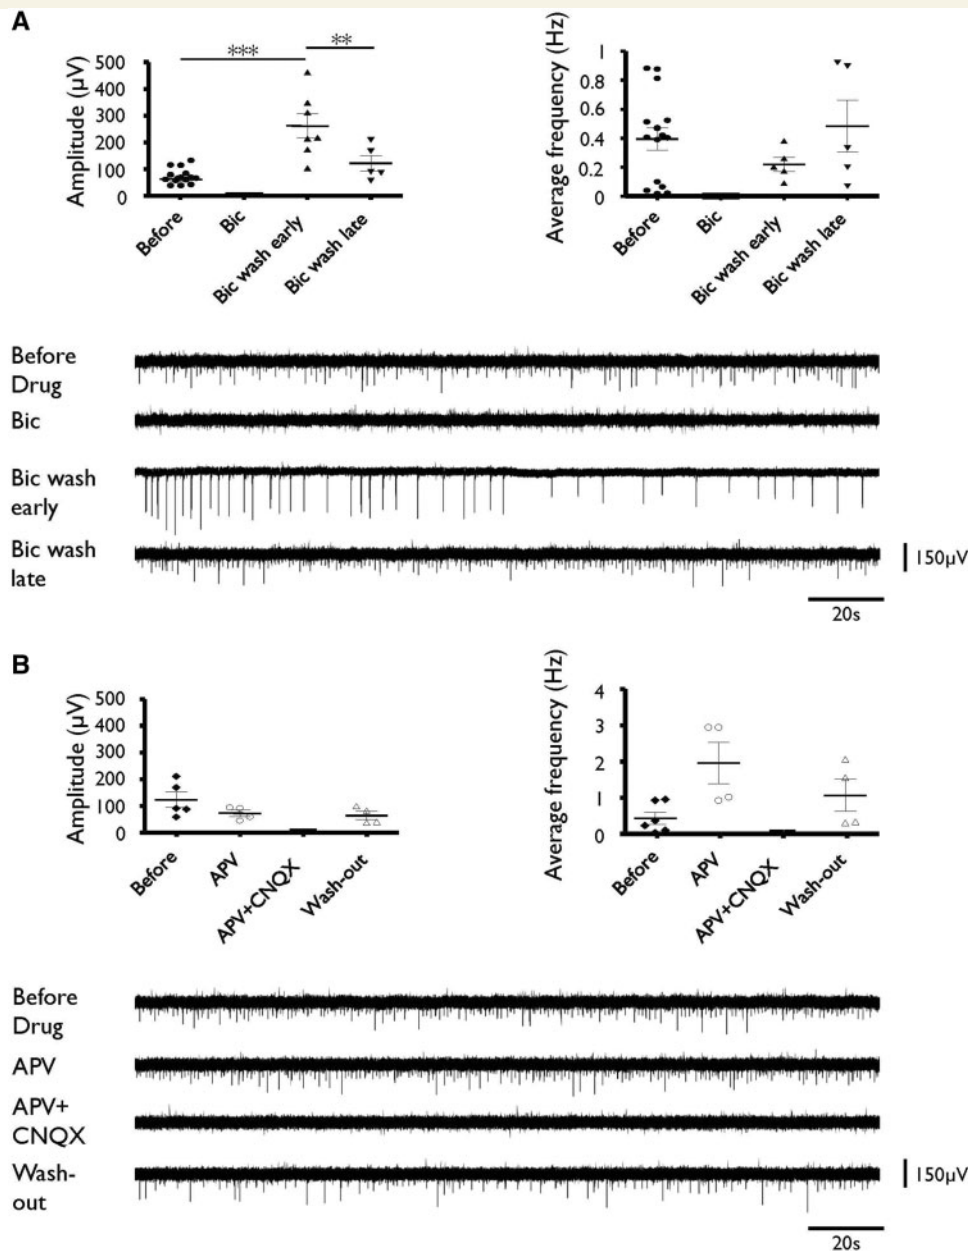 A
Amplitude (µV)
500
400
300
200
100
0
***
**
Before
Bic
Bic wash early
Bic wash late
Average frequency (Hz)
1
0.8
0.6
0.4
0.2
0
Before
Bic
Bic wash early
Bic wash late
Before
Drug
Bic
Bic wash
early
Bic wash
late
150µV
20s
B
Amplitude (µV)
500
400
300
200
100
0
Before
APV
APV+CNQX
Wash-out
Average frequency (Hz)
4
3
2
1
0
Before
APV
APV+CNQX
Wash-out
Before
Drug
APV
APV+
CNQX
Wash-
out
150µV
20s